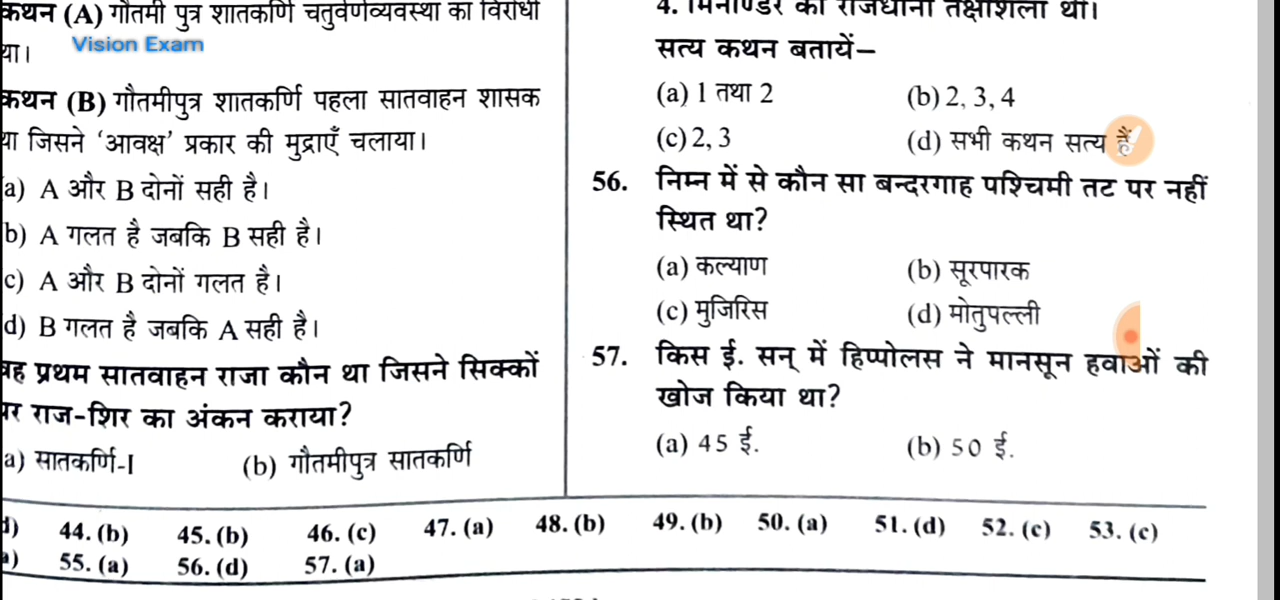 कथन (A) गौतमी पुत्र शातकर्णि चतुर्वर्णव्यवस्था का विरोधी
था।
Vision Exam
कथन (B) गौतमीपुत्र शातकर्णि पहला सातवाहन शासक
था जिसने ‘आवक्ष’ प्रकार की मुद्राएँ चलाया।
a) A और B दोनों सही है।
b) A गलत है जबकि B सही है।
c) A और B दोनों गलत है।
d) B गलत है जबकि A सही है।
वह प्रथम सातवाहन राजा कौन था जिसने सिक्कों
पर राज-शिर का अंकन कराया?
a) सातकर्णि-I (b) गौतमीपुत्र सातकर्णि
4. मिनाण्डर की राजधानी तक्षशिला थी।
सत्य कथन बतायें–
(a) 1 तथा 2 (b) 2, 3, 4
(c) 2, 3 (d) सभी कथन सत्य हैं
56. निम्न में से कौन सा बन्दरगाह पश्चिमी तट पर नहीं
स्थित था?
(a) कल्याण (b) सूरपारक
(c) मुजिरिस (d) मोतुपल्ली
57. किस ई. सन् में हिप्पोलस ने मानसून हवाओं की
खोज किया था?
(a) 45 ई. (b) 50 ई.
d) 44. (b) 45. (b) 46. (c) 47. (a) 48. (b) 49. (b) 50. (a) 51. (d) 52. (c) 53. (c)
a) 55. (a) 56. (d) 57. (a)